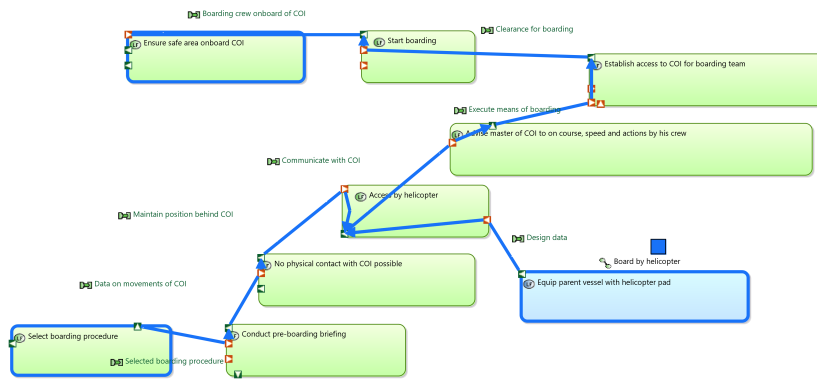 Boarding crew onboard of COI
Clearance for boarding
Ensure safe area onboard COI
Start boarding
Establish access to COI for boarding team
Execute means of boarding
Advise master of COI to on course, speed and actions by his crew
Communicate with COI
Access by helicopter
Maintain position behind COI
Design data
Board by helicopter
No physical contact with COI possible
Equip parent vessel with helicopter pad
Data on movements of COI
Select boarding procedure
Conduct pre-boarding briefing
Selected boarding procedure